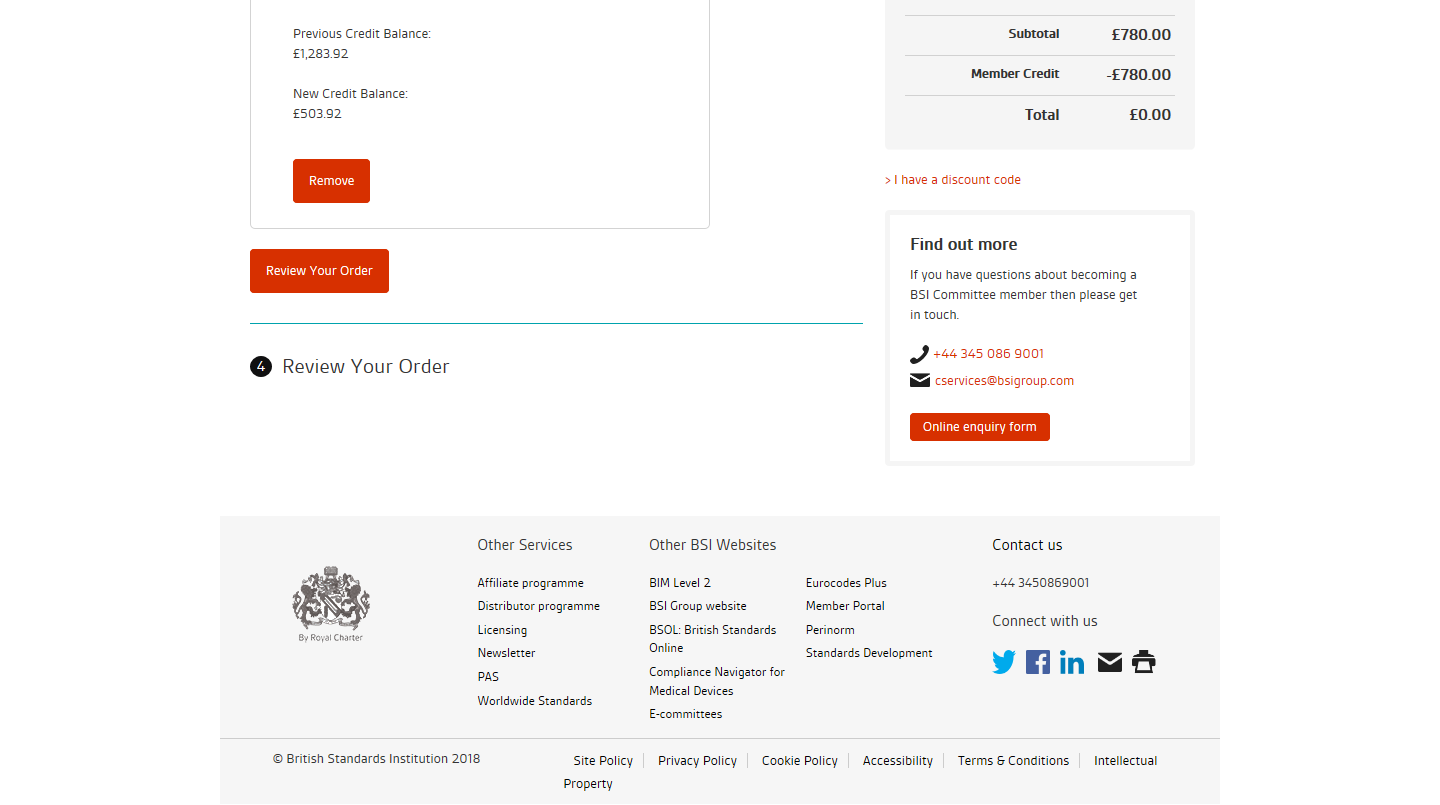 Previous Credit Balance:
£1,283.92
New Credit Balance:
£503.92
Remove
Review Your Order
4 Review Your Order
Subtotal £780.00
Member Credit -£780.00
Total £0.00
> I have a discount code
Find out more
If you have questions about becoming a
BSI Committee member then please get
in touch.
+44 345 086 9001
cservices@bsigroup.com
Online enquiry form
By Royal Charter
Other Services
Affiliate programme
Distributor programme
Licensing
Newsletter
PAS
Worldwide Standards
Other BSI Websites
BIM Level 2
BSI Group website
BSOL: British Standards
Online
Compliance Navigator for
Medical Devices
E-committees
Eurocodes Plus
Member Portal
Perinorm
Standards Development
Contact us
+44 3450869001
Connect with us
© British Standards Institution 2018
Site Policy Privacy Policy Cookie Policy Accessibility Terms & Conditions Intellectual
Property